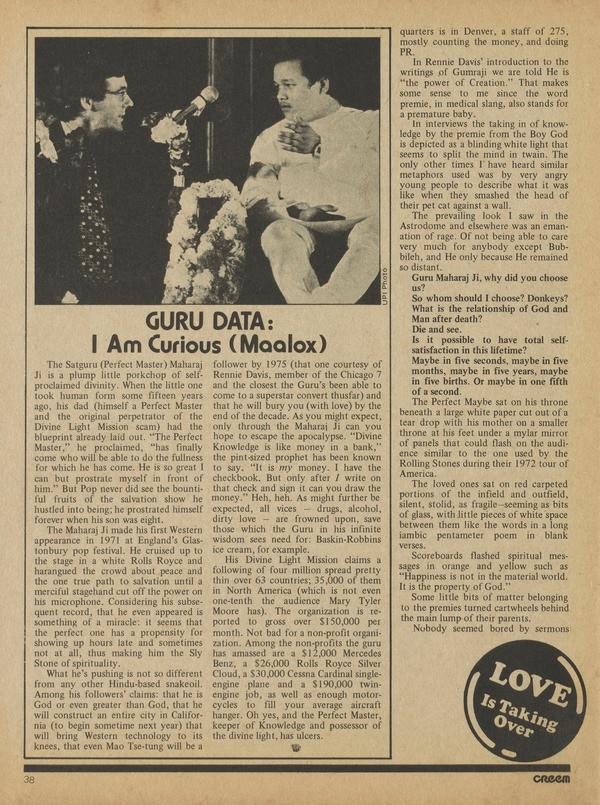 UPI Photo
GURU DATA:
I Am Curious (Maalox)
The Satguru (Perfect Master) Maharaj
Ji is a plump little porkchop of self-
proclaimed divinity. When the little one
took human form some fifteen years
ago, his dad (himself a Perfect Master
and the original perpetrator of the
Divine Light Mission scam) had the
blueprint already laid out. “The Perfect
Master,” he proclaimed, “has finally
come who will be able to do the fullness
for which he has come. He is so great I
can but prostrate myself in front of
him.” But Pop never did see the bounti-
ful fruits of the salvation show he
hustled into being; he prostrated himself
forever when his son was eight.
The Maharaj Ji made his first Western
appearance in 1971 at England’s Glas-
tonbury pop festival. He cruised up to
the stage in a white Rolls Royce and
harangued the crowd about peace and
the one true path to salvation until a
merciful stagehand cut off the power on
his microphone. Considering his subse-
quent record, that he even appeared is
something of a miracle: it seems that
the perfect one has a propensity for
showing up hours late and sometimes
not at all, thus making him the Sly
Stone of spirituality.
What he’s pushing is not so different
from any other Hindu-based snakeoil.
Among his followers’ claims: that he is
God or even greater than God, that he
will construct an entire city in Califor-
nia (to begin sometime next year) that
will bring Western technology to its
knees, that even Mao Tse-tung will be a
follower by 1975 (that one courtesy of
Rennie Davis, member of the Chicago 7
and the closest the Guru’s been able to
come to a superstar convert thusfar) and
that he will bury you (with love) by the
end of the decade. As you might expect,
only through the Maharaj Ji can you
hope to escape the apocalypse. “Divine
Knowledge is like money in a bank,”
the pint-sized prophet has been known
to say. “It is my money. I have the
checkbook. But only after I write on
that check and sign it can you draw the
money.” Heh, heh. As might further be
expected, all vices — drugs, alcohol,
dirty love — are frowned upon, save
those which the Guru in his infinite
wisdom sees need for: Baskin-Robbins
ice cream, for example.
His Divine Light Mission claims a
following of four million spread pretty
thin over 63 countries; 35,000 of them
in North America (which is not even
one-tenth the audience Mary Tyler
Moore has). The organization is re-
ported to gross over $150,000 per
month. Not bad for a non-profit organi-
zation. Among the non-profits the guru
has amassed are a $12,000 Mercedes
Benz, a $26,000 Rolls Royce Silver
Cloud, a $30,000 Cessna Cardinal single-
engine plane and a $190,000 twin-
engine job, as well as enough motor-
cycles to fill your average aircraft
hanger. Oh yes, and the Perfect Master,
keeper of Knowledge and possessor of
the divine light, has ulcers.
quarters is in Denver, a staff of 275,
mostly counting the money, and doing
PR.
In Rennie Davis’ introduction to the
writings of Gumraji we are told He is
“the power of Creation.” That makes
some sense to me since the word
premie, in medical slang, also stands for
a premature baby.
In interviews the taking in of know-
ledge by the premie from the Boy God
is depicted as a blinding white light that
seems to split the mind in twain. The
only other times I have heard similar
metaphors used was by very angry
young people to describe what it was
like when they smashed the head of
their pet cat against a wall.
The prevailing look I saw in the
Astrodome and elsewhere was an eman-
ation of rage. Of not being able to care
very much for anybody except Bub-
bileh, and He only because He remained
so distant.
Guru Maharaj Ji, why did you choose
us?
So whom should I choose? Donkeys?
What is the relationship of God and
Man after death?
Die and see.
Is it possible to have total self-
satisfaction in this lifetime?
Maybe in five seconds, maybe in five
months, maybe in five years, maybe
in five births. Or maybe in one fifth
of a second.
The Perfect Maybe sat on his throne
beneath a large white paper cut out of a
tear drop with his mother on a smaller
throne at his feet under a mylar mirror
of panels that could flash on the audi-
ence similar to the one used by the
Rolling Stones during their 1972 tour of
America.
The loved ones sat on red carpeted
portions of the infield and outfield,
silent, stolid, as fragile—seeming as bits
of glass, with little pieces of white space
between them like the words in a long
iambic pentameter poem in blank
verses.
Scoreboards flashed spiritual mes-
sages in orange and yellow such as
“Happiness is not in the material world.
It is the property of God.”
Some little bits of matter belonging
to the premies turned cartwheels behind
the main lump of their parents.
Nobody seemed bored by sermons
LOVE
Is Taking
Over
38
CREEM